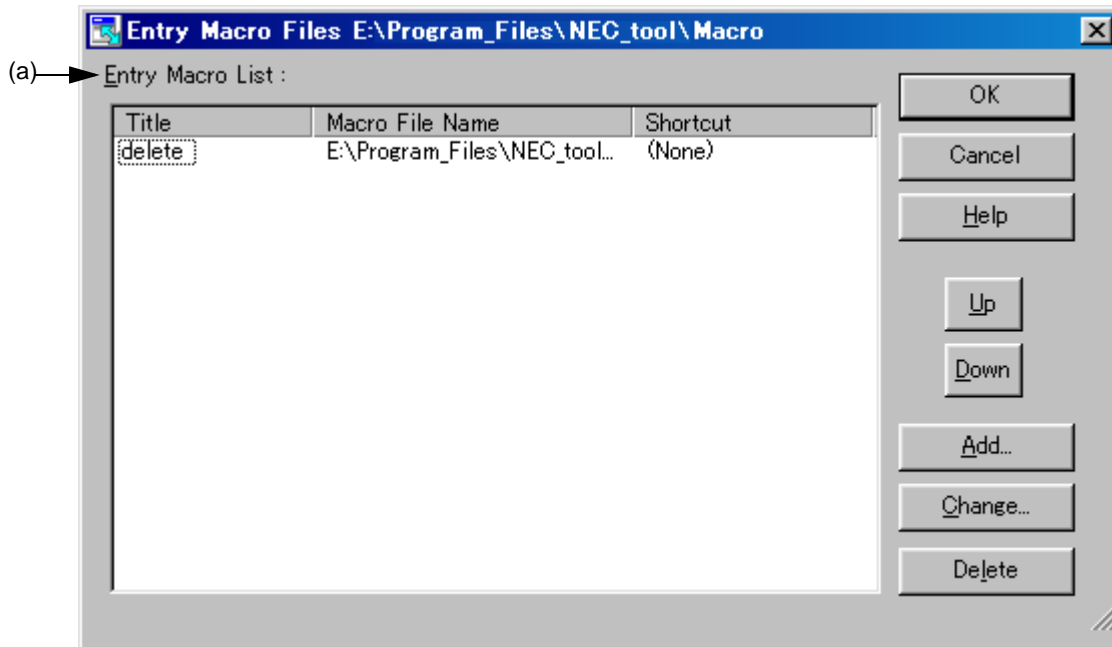 Entry Macro Files E:\Program_Files\NEC_tool\Macro
(a)
Entry Macro List :
Title Macro File Name Shortcut
delete E:\Program_Files\NEC_tool... (None)
OK
Cancel
Help
Up
Down
Add...
Change...
Delete